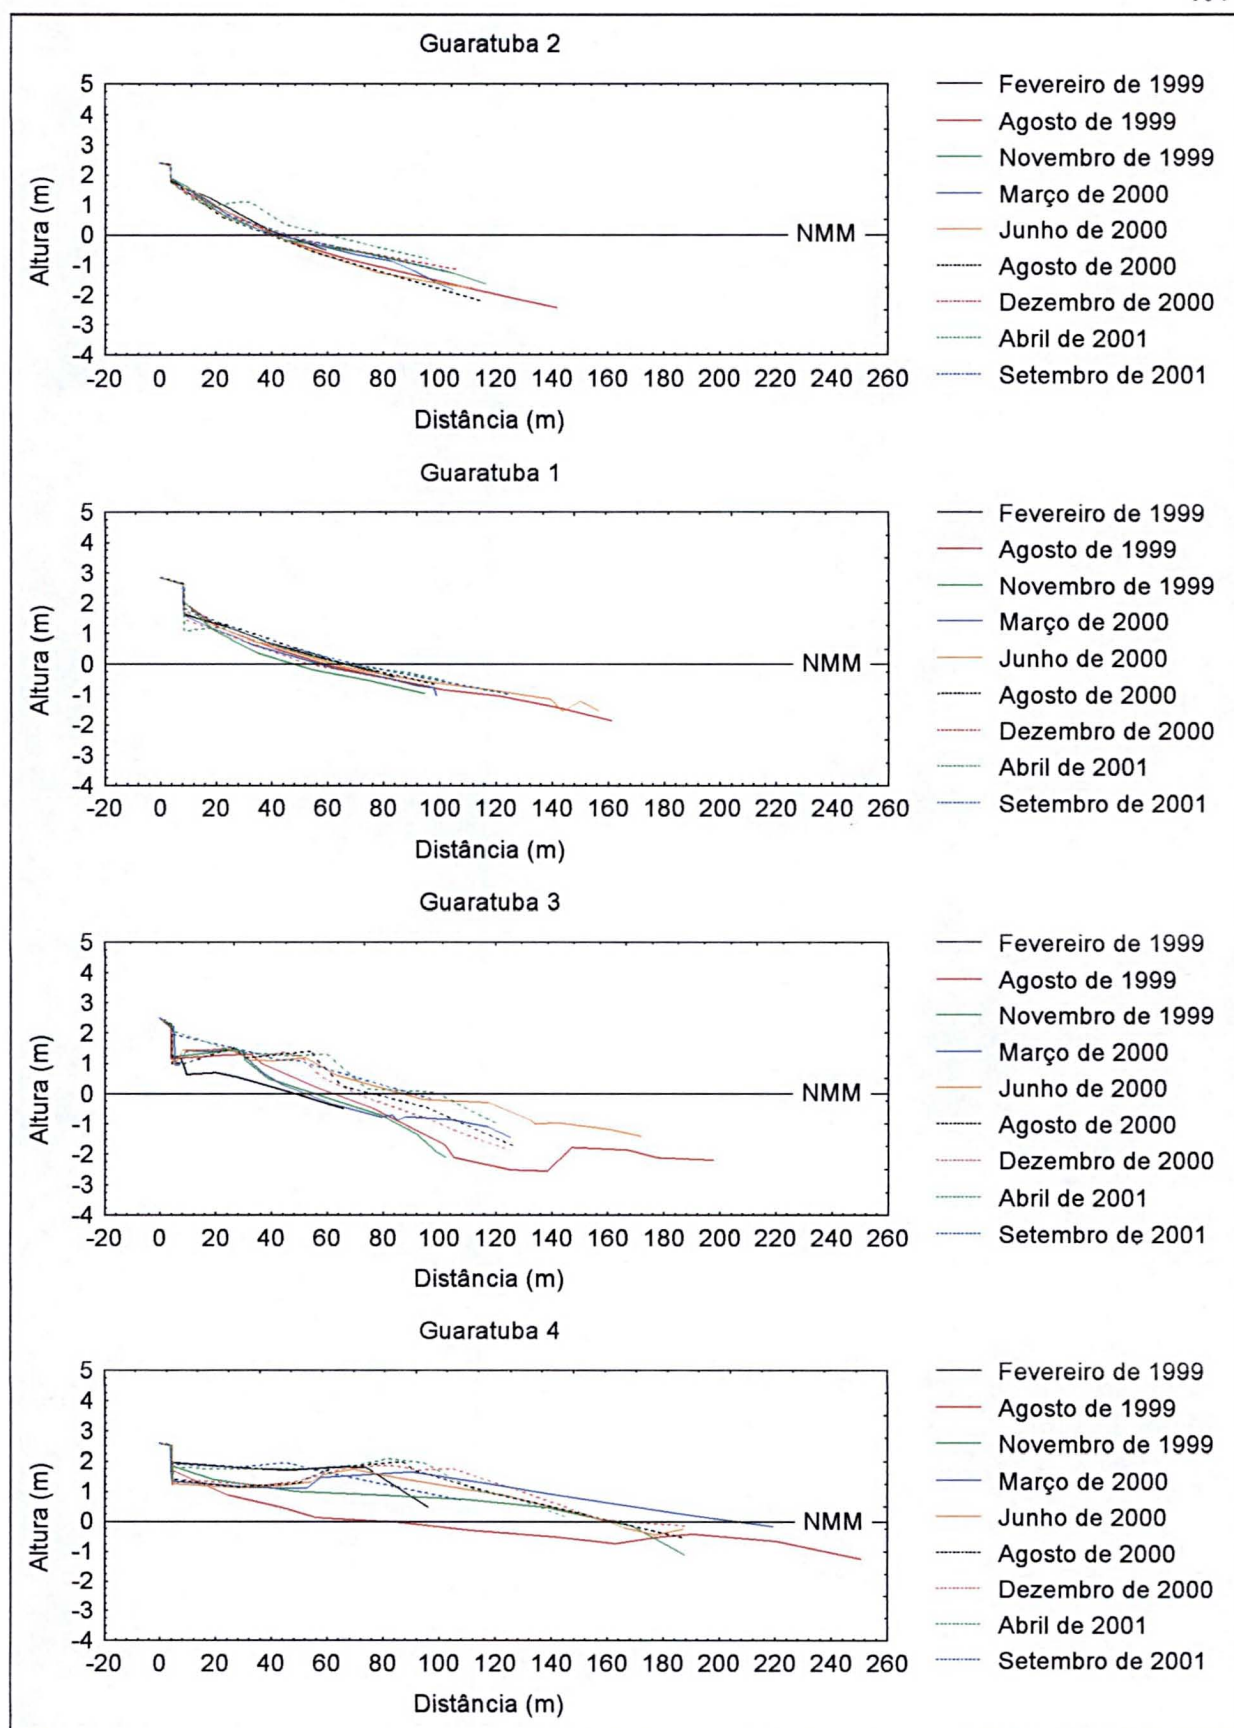 Guaratuba 2
5
4
3
2
1
0
-1
-2
-3
-4
Altura (m)
NMM
-20 0 20 40 60 80 100 120 140 160 180 200 220 240 260
Distância (m)
Fevereiro de 1999
Agosto de 1999
Novembro de 1999
Março de 2000
Junho de 2000
Agosto de 2000
Dezembro de 2000
Abril de 2001
Setembro de 2001
Guaratuba 1
5
4
3
2
1
0
-1
-2
-3
-4
Altura (m)
NMM
-20 0 20 40 60 80 100 120 140 160 180 200 220 240 260
Distância (m)
Fevereiro de 1999
Agosto de 1999
Novembro de 1999
Março de 2000
Junho de 2000
Agosto de 2000
Dezembro de 2000
Abril de 2001
Setembro de 2001
Guaratuba 3
5
4
3
2
1
0
-1
-2
-3
-4
Altura (m)
NMM
-20 0 20 40 60 80 100 120 140 160 180 200 220 240 260
Distância (m)
Fevereiro de 1999
Agosto de 1999
Novembro de 1999
Março de 2000
Junho de 2000
Agosto de 2000
Dezembro de 2000
Abril de 2001
Setembro de 2001
Guaratuba 4
5
4
3
2
1
0
-1
-2
-3
-4
Altura (m)
NMM
-20 0 20 40 60 80 100 120 140 160 180 200 220 240 260
Distância (m)
Fevereiro de 1999
Agosto de 1999
Novembro de 1999
Março de 2000
Junho de 2000
Agosto de 2000
Dezembro de 2000
Abril de 2001
Setembro de 2001